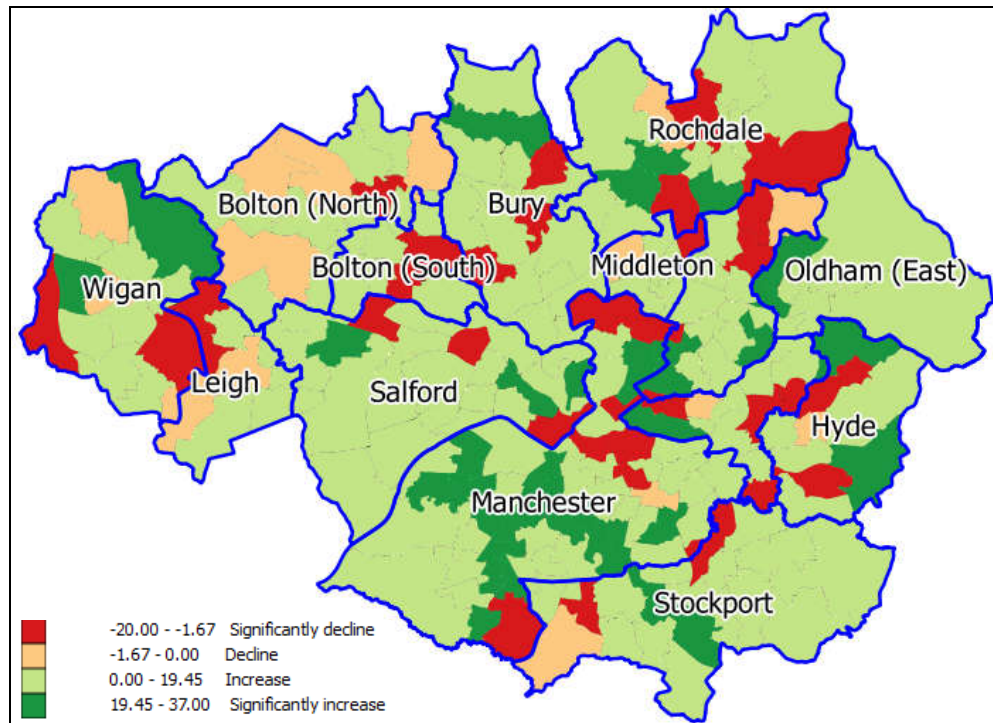 Rochdale
Bolton (North)
Bury
Bolton (South)
Middleton
Oldham (East)
Wigan
Leigh
Salford
Hyde
Manchester
Stockport
-20.00 - -1.67 Significantly decline
-1.67 - 0.00 Decline
0.00 - 19.45 Increase
19.45 - 37.00 Significantly increase